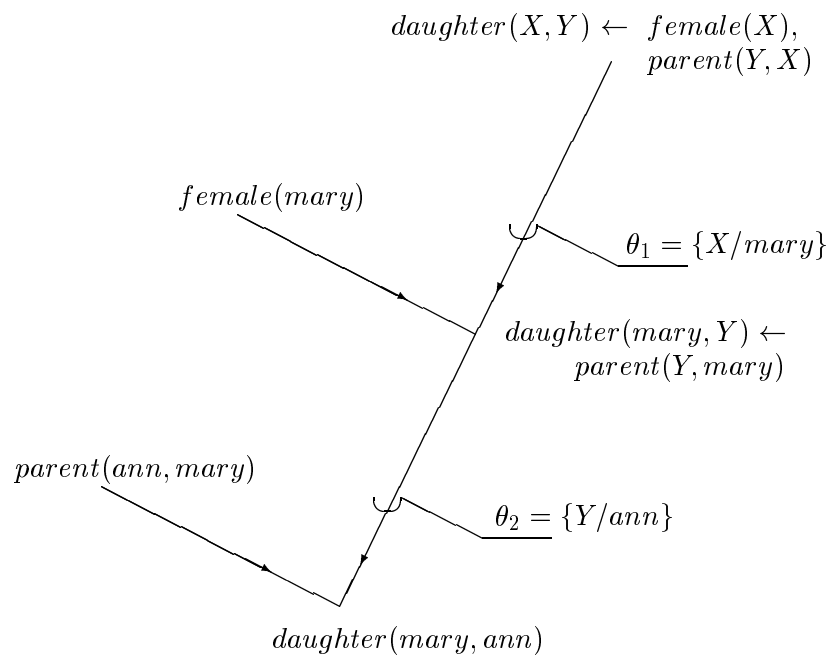 daughter(X, Y) ← female(X),
parent(Y, X)
female(mary)
θ₁ = {X/mary}
daughter(mary, Y) ←
parent(Y, mary)
parent(ann, mary)
θ₂ = {Y/ann}
daughter(mary, ann)